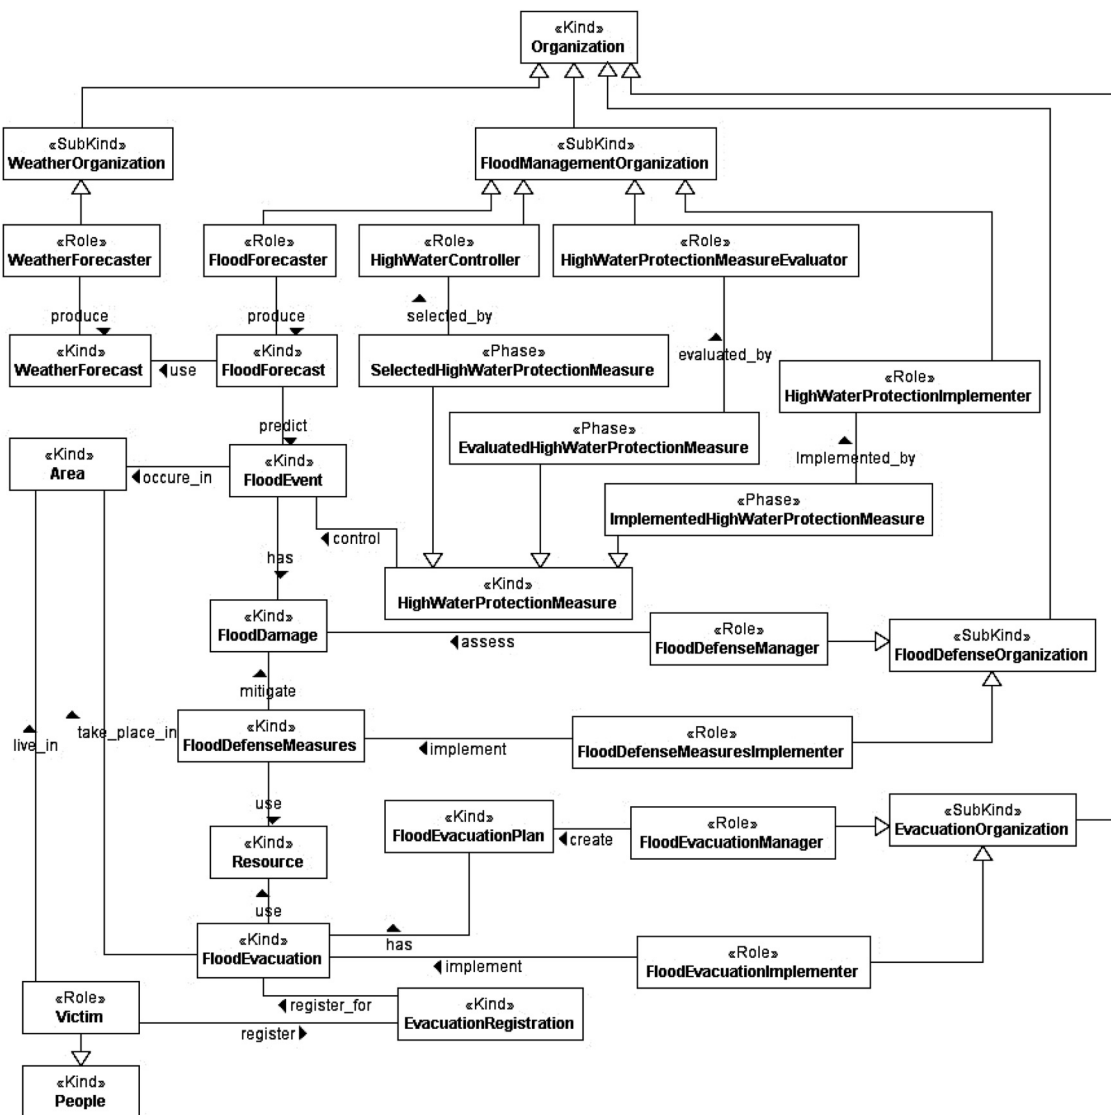 «Kind»
Organization
«SubKind»
WeatherOrganization
«SubKind»
FloodManagementOrganization
«Role»
WeatherForecaster
«Role»
FloodForecaster
«Role»
HighWaterController
«Role»
HighWaterProtectionMeasureEvaluator
produce
produce
selected_by
evaluated_by
«Kind»
WeatherForecast
use
«Kind»
FloodForecast
«Phase»
SelectedHighWaterProtectionMeasure
«Role»
HighWaterProtectionImplementer
predict
«Phase»
EvaluatedHighWaterProtectionMeasure
Implemented_by
«Kind»
Area
occure_in
«Kind»
FloodEvent
«Phase»
ImplementedHighWaterProtectionMeasure
has
control
«Kind»
HighWaterProtectionMeasure
«Kind»
FloodDamage
assess
«Role»
FloodDefenseManager
«SubKind»
FloodDefenseOrganization
mitigate
live_in
take_place_in
«Kind»
FloodDefenseMeasures
implement
«Role»
FloodDefenseMeasuresImplementer
use
«Kind»
Resource
«Kind»
FloodEvacuationPlan
create
«Role»
FloodEvacuationManager
«SubKind»
EvacuationOrganization
use
«Kind»
FloodEvacuation
has
implement
«Role»
FloodEvacuationImplementer
«Role»
Victim
register_for
register
«Kind»
EvacuationRegistration
«Kind»
People